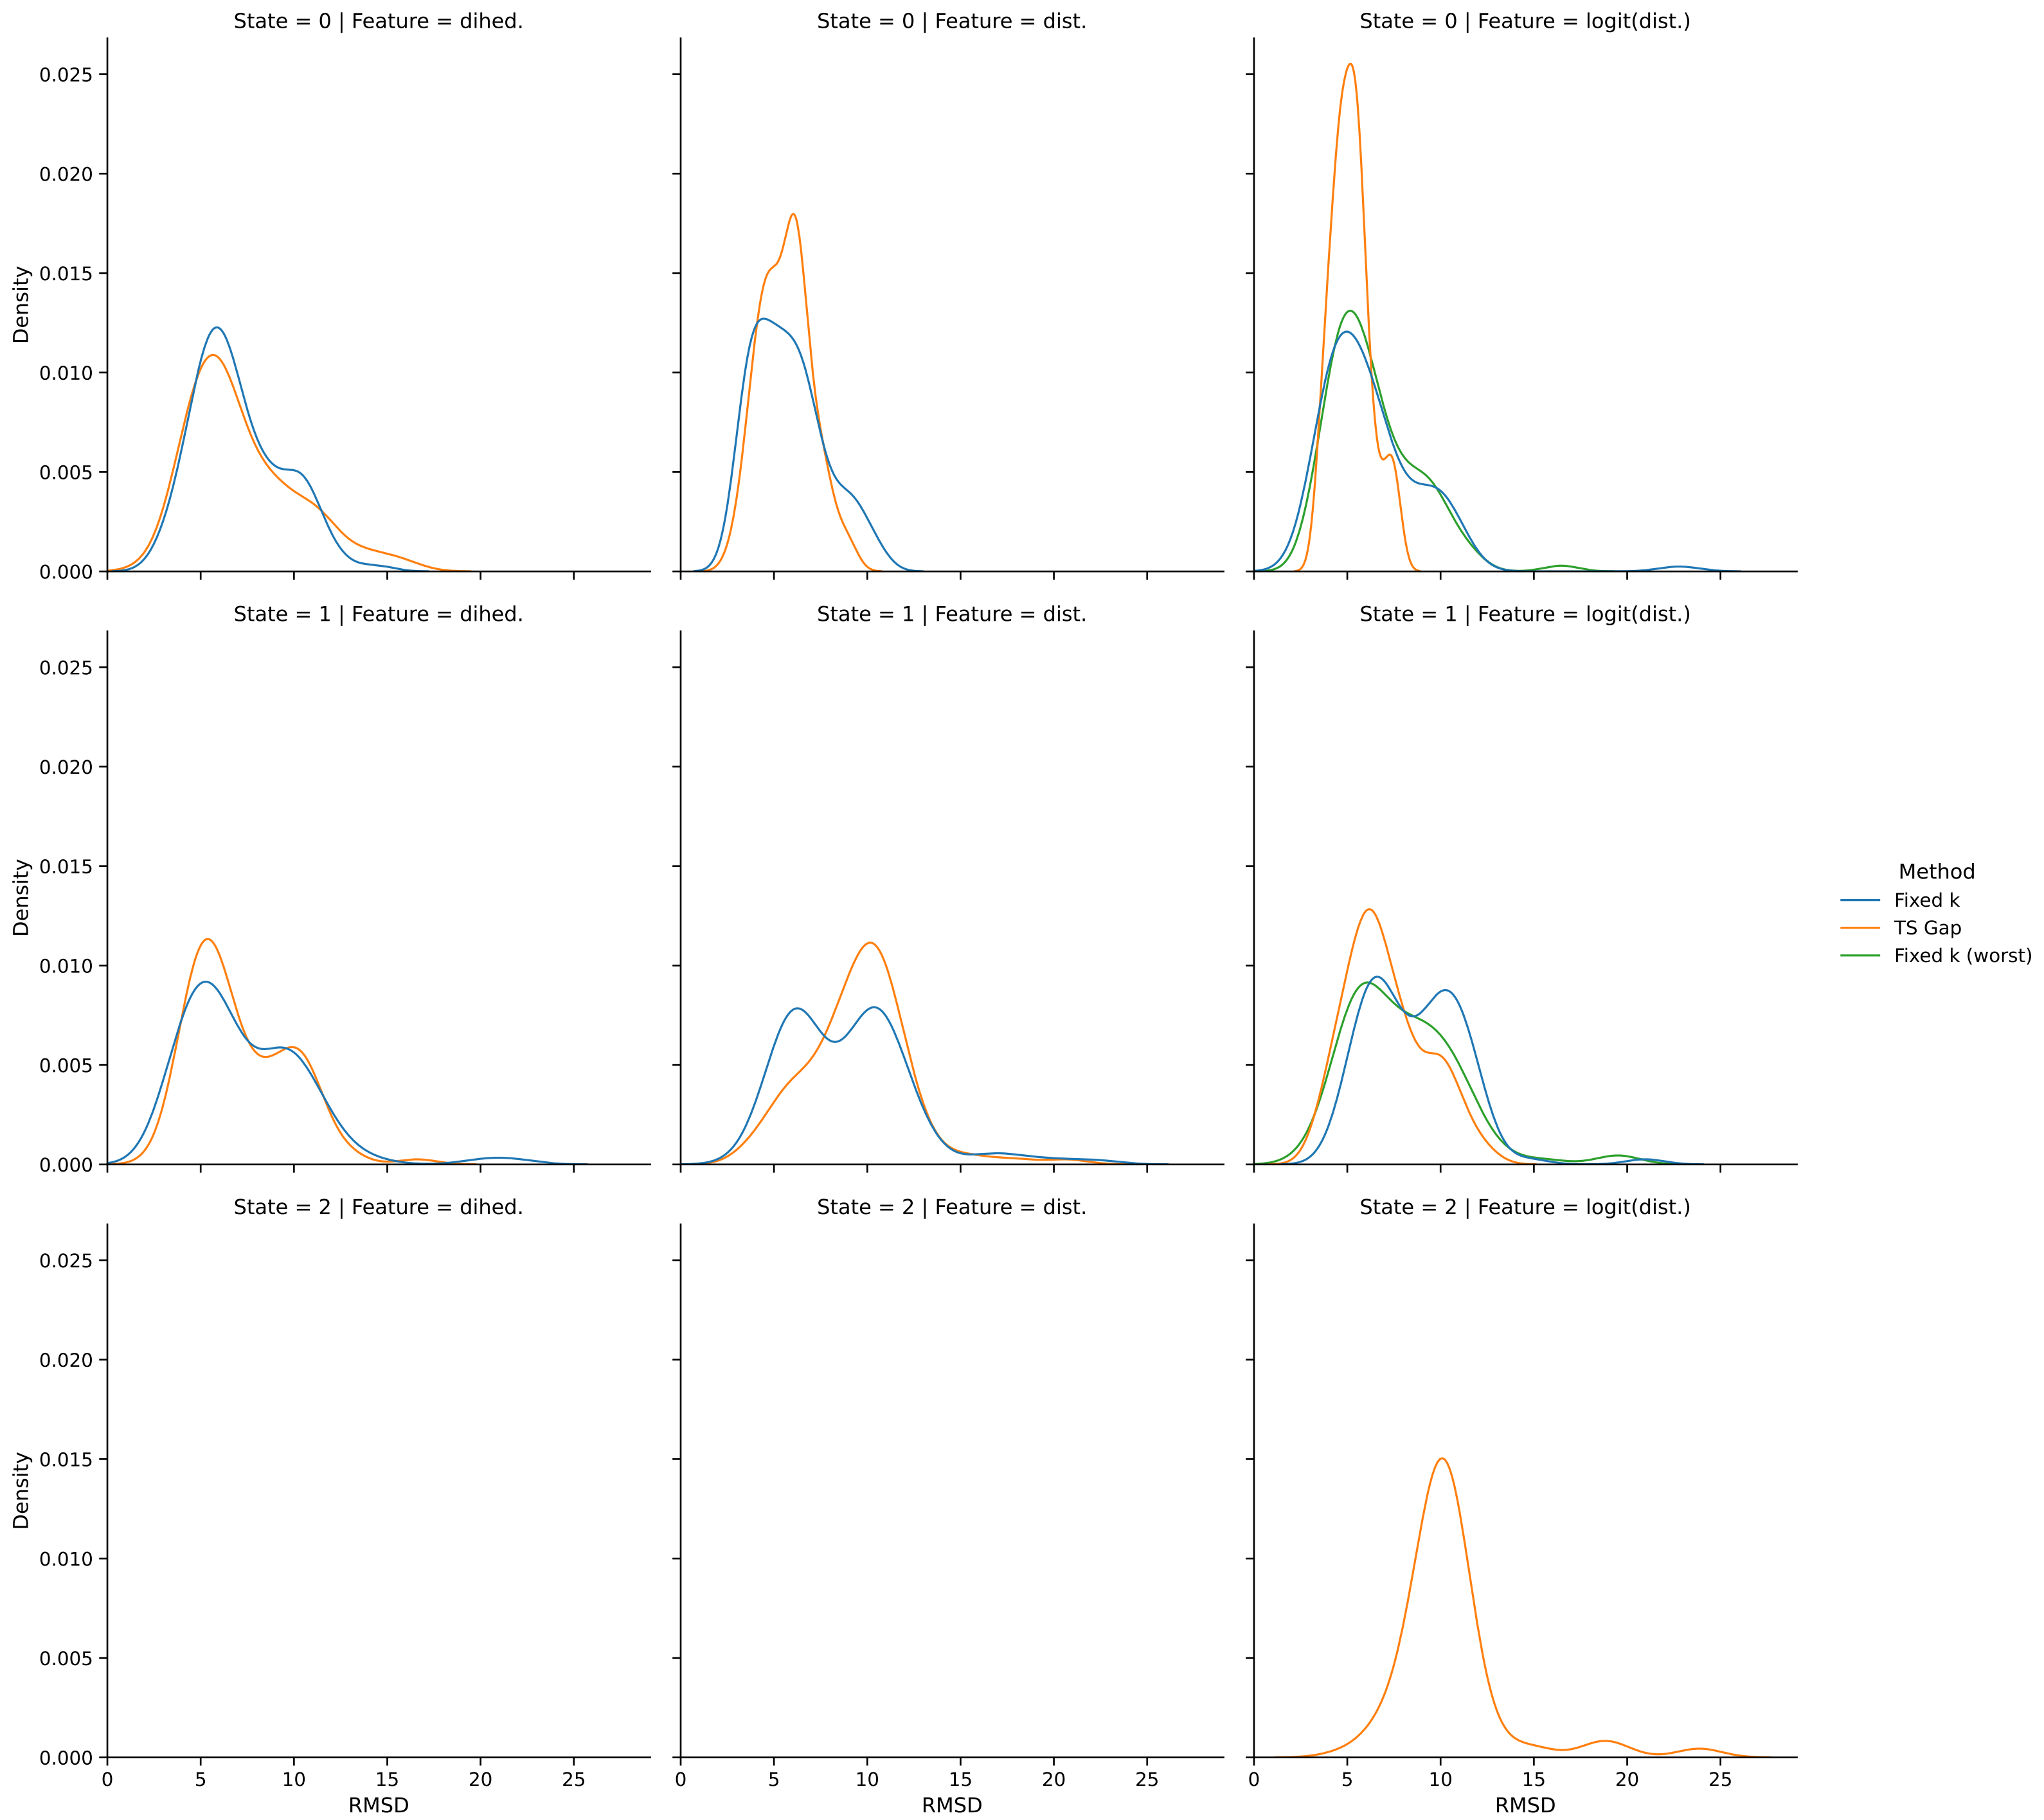 State = 0 | Feature = dihed.
State = 0 | Feature = dist.
State = 0 | Feature = logit(dist.)
0.025
0.020
0.015
0.010
0.005
0.000
Density
State = 1 | Feature = dihed.
State = 1 | Feature = dist.
State = 1 | Feature = logit(dist.)
0.025
0.020
0.015
0.010
0.005
0.000
Density
Method
Fixed k
TS Gap
Fixed k (worst)
State = 2 | Feature = dihed.
State = 2 | Feature = dist.
State = 2 | Feature = logit(dist.)
0.025
0.020
0.015
0.010
0.005
0.000
Density
0 5 10 15 20 25
RMSD
0 5 10 15 20 25
RMSD
0 5 10 15 20 25
RMSD